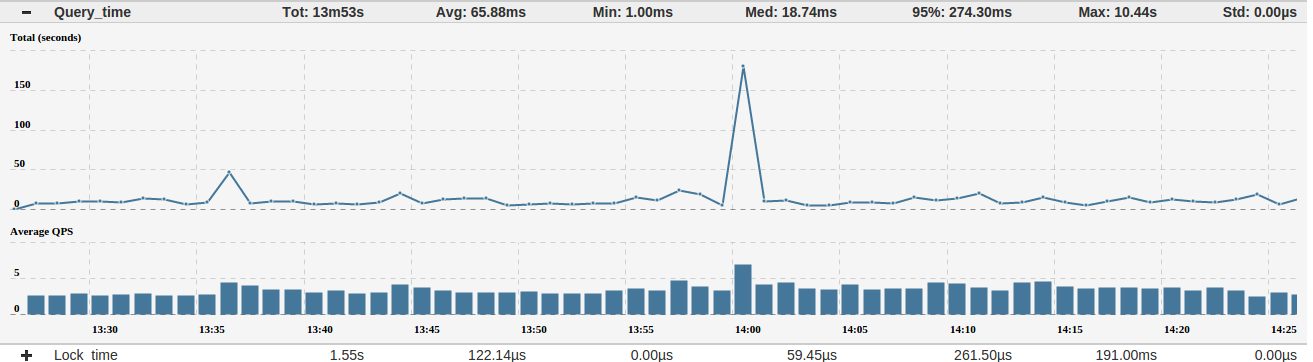 Query_time Tot: 13m53s Avg: 65.88ms Min: 1.00ms Med: 18.74ms 95%: 274.30ms Max: 10.44s Std: 0.00µs
Total (seconds)
150
100
50
0
Average QPS
5
0
13:30 13:35 13:40 13:45 13:50 13:55 14:00 14:05 14:10 14:15 14:20 14:25
Lock_time 1.55s 122.14µs 0.00µs 59.45µs 261.50µs 191.00ms 0.00µs